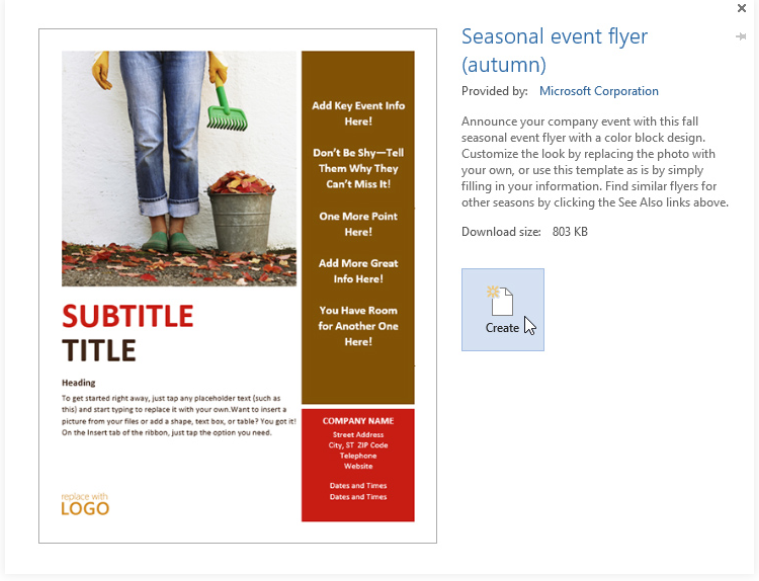 Add Key Event Info
Here!
Don't Be Shy—Tell
Them Why They
Can't Miss It!
One More Point
Here!
Add More Great
Info Here!
You Have Room
for Another One
Here!
SUBTITLE
TITLE
Heading
To get started right away, just tap any placeholder text (such as
this) and start typing to replace it with your own.Want to insert a
picture from your files or add a shape, text box, or table? You got it!
On the Insert tab of the ribbon, just tap the option you need.
replace with
LOGO
COMPANY NAME
Street Address
City, ST ZIP Code
Telephone
Website
Dates and Times
Dates and Times
Seasonal event flyer
(autumn)
Provided by: Microsoft Corporation
Announce your company event with this fall
seasonal event flyer with a color block design.
Customize the look by replacing the photo with
your own, or use this template as is by simply
filling in your information. Find similar flyers for
other seasons by clicking the See Also links above.
Download size: 803 KB
Create